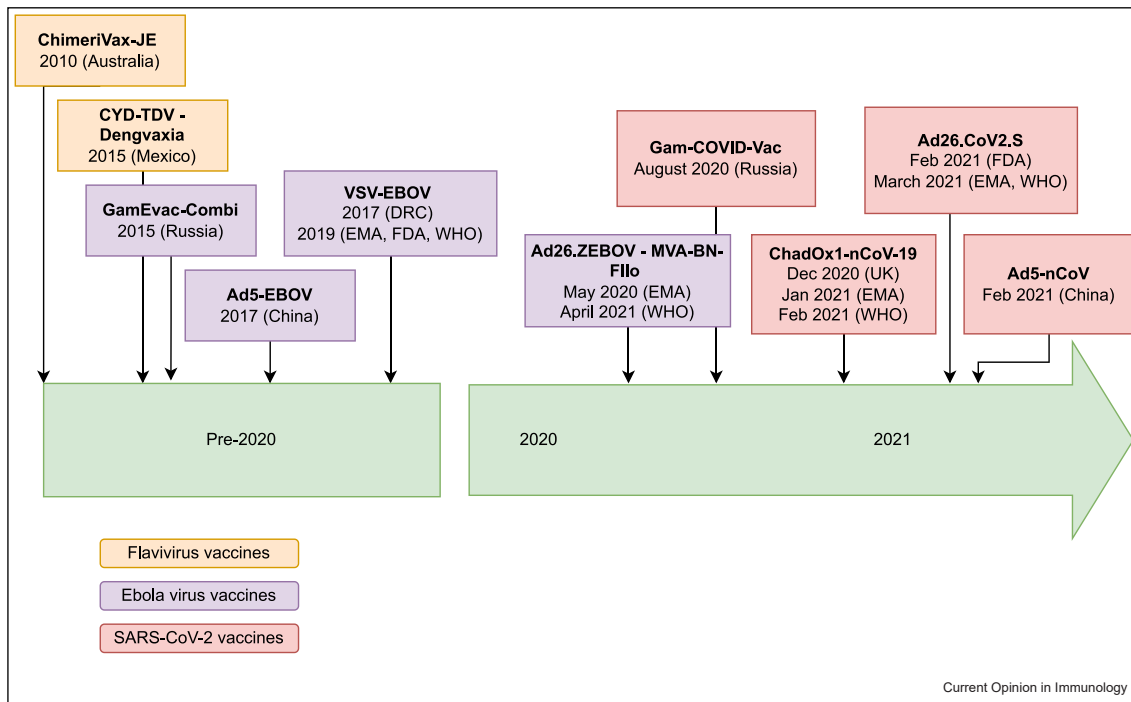 ChimeriVax-JE
2010 (Australia)
CYD-TDV -
Dengvaxia
2015 (Mexico)
GamEvac-Combi
2015 (Russia)
Ad5-EBOV
2017 (China)
VSV-EBOV
2017 (DRC)
2019 (EMA, FDA, WHO)
Ad26.ZEBOV - MVA-BN-
FIlo
May 2020 (EMA)
April 2021 (WHO)
Gam-COVID-Vac
August 2020 (Russia)
ChadOx1-nCoV-19
Dec 2020 (UK)
Jan 2021 (EMA)
Feb 2021 (WHO)
Ad26.CoV2.S
Feb 2021 (FDA)
March 2021 (EMA, WHO)
Ad5-nCoV
Feb 2021 (China)
Pre-2020
2020
2021
Flavivirus vaccines
Ebola virus vaccines
SARS-CoV-2 vaccines
Current Opinion in Immunology